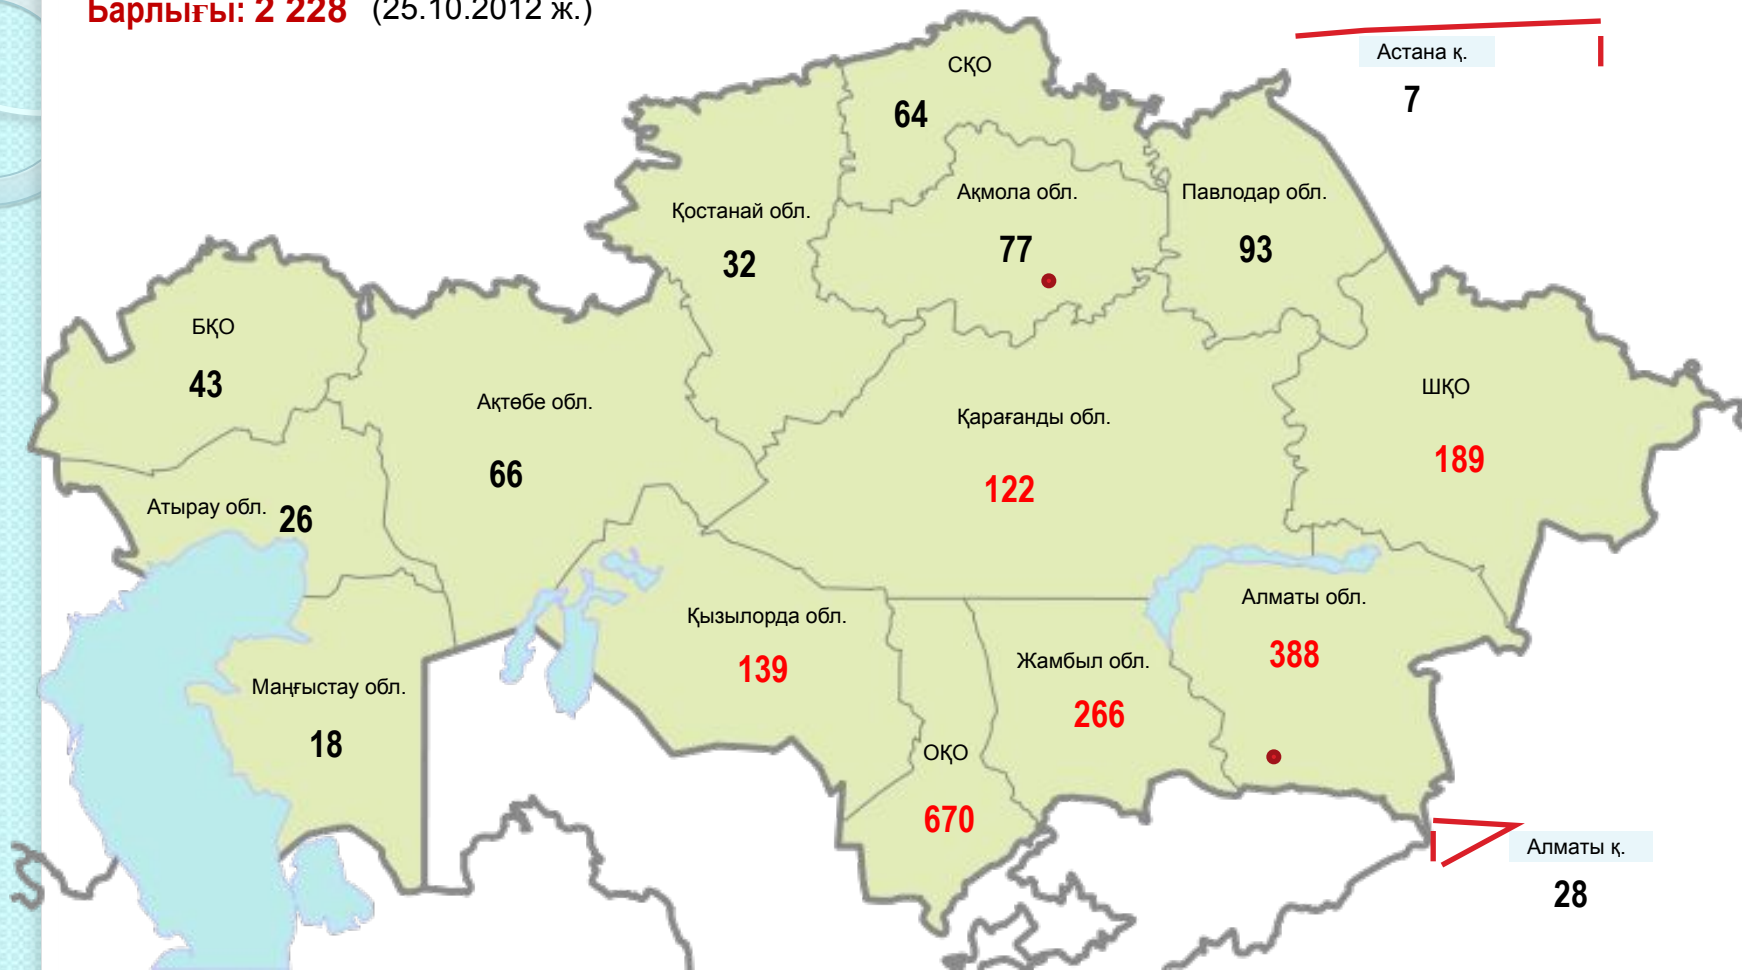 Барлығы: 2 228 (25.10.2012 ж.)
Астана қ.
7
СҚО
64
Ақмола обл.
77
Павлодар обл.
93
Қостанай обл.
32
БҚО
43
Ақтөбе обл.
66
Қарағанды обл.
122
ШҚО
189
Атырау обл. 26
Қызылорда обл.
139
Алматы обл.
388
Жамбыл обл.
266
Маңғыстау обл.
18
ОҚО
670
Алматы қ.
28